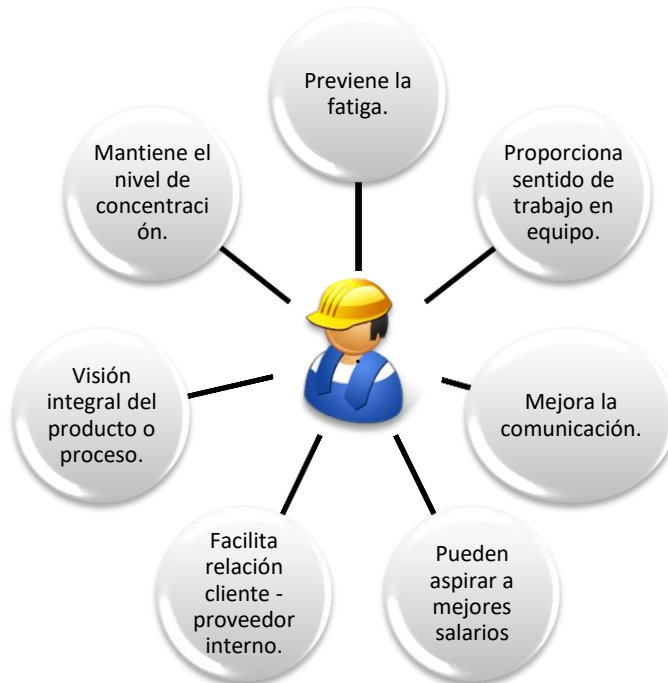 Previene la
fatiga.
Proporciona
sentido de
trabajo en
equipo.
Mejora la
comunicación.
Pueden
aspirar a
mejores
salarios
Facilita
relación
cliente -
proveedor
interno.
Visión
integral del
producto o
proceso.
Mantiene el
nivel de
concentraci
ón.